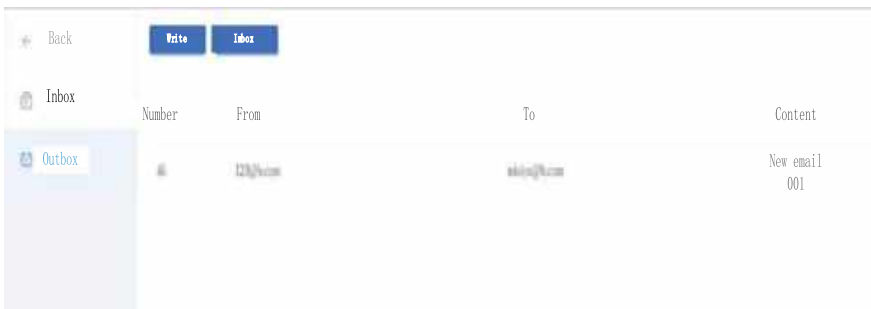 Back
Write
Inbox
Inbox
Number From To Content
Outbox
New email
001